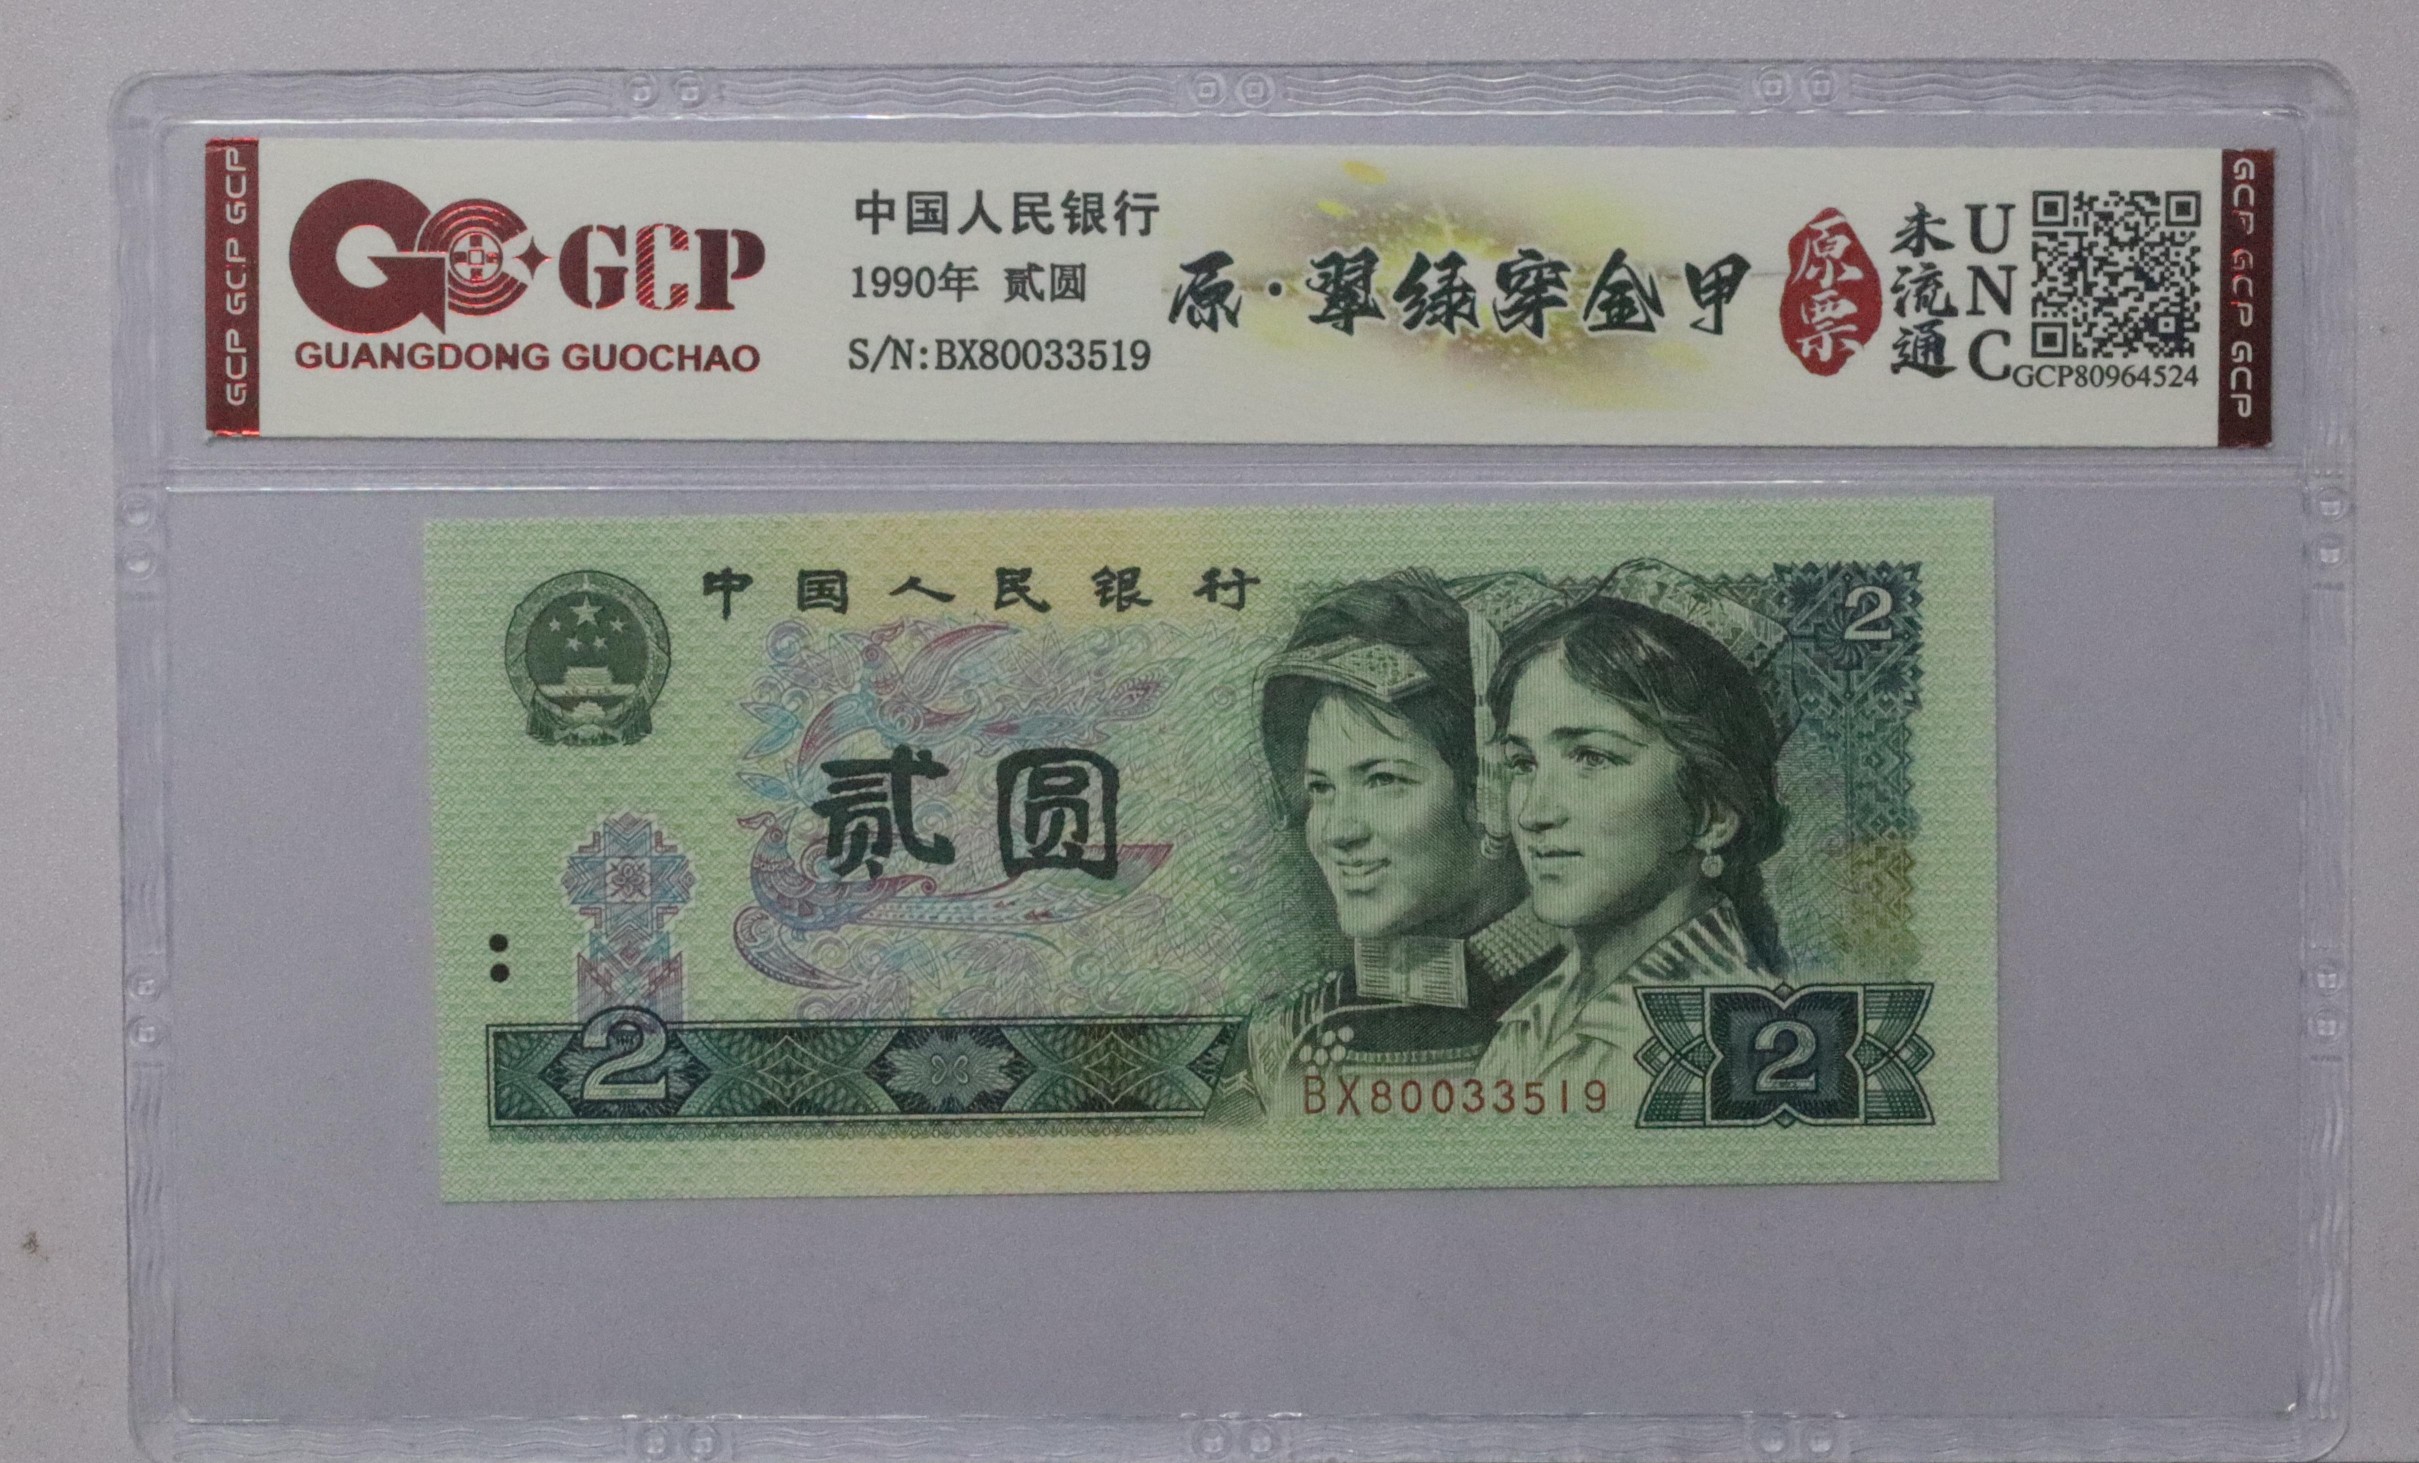 GCP GCP GCP
GCP
GUANGDONG GUOCHAO
中国人民银行
1990年 贰圆
S/N:BX80033519
原·翠绿穿金甲
原票
未流通
UNC
GCP80964524
GCP GCP GCP
中国人民银行
2
贰圆
2
BX80033519
2